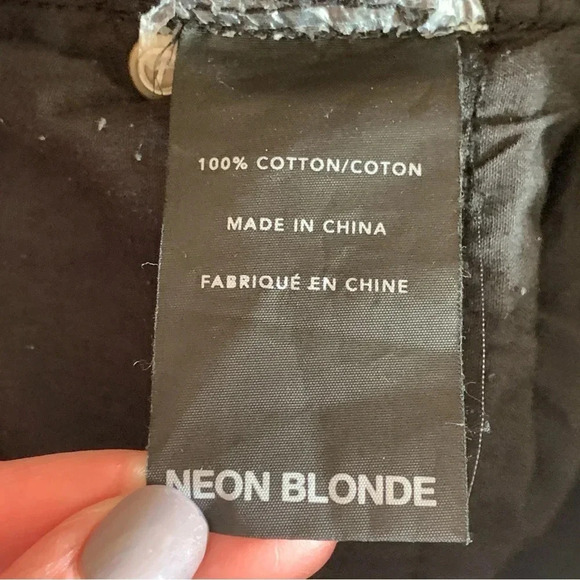 100% COTTON/COTON
MADE IN CHINA
FABRIQUÉ EN CHINE
NEON BLONDE